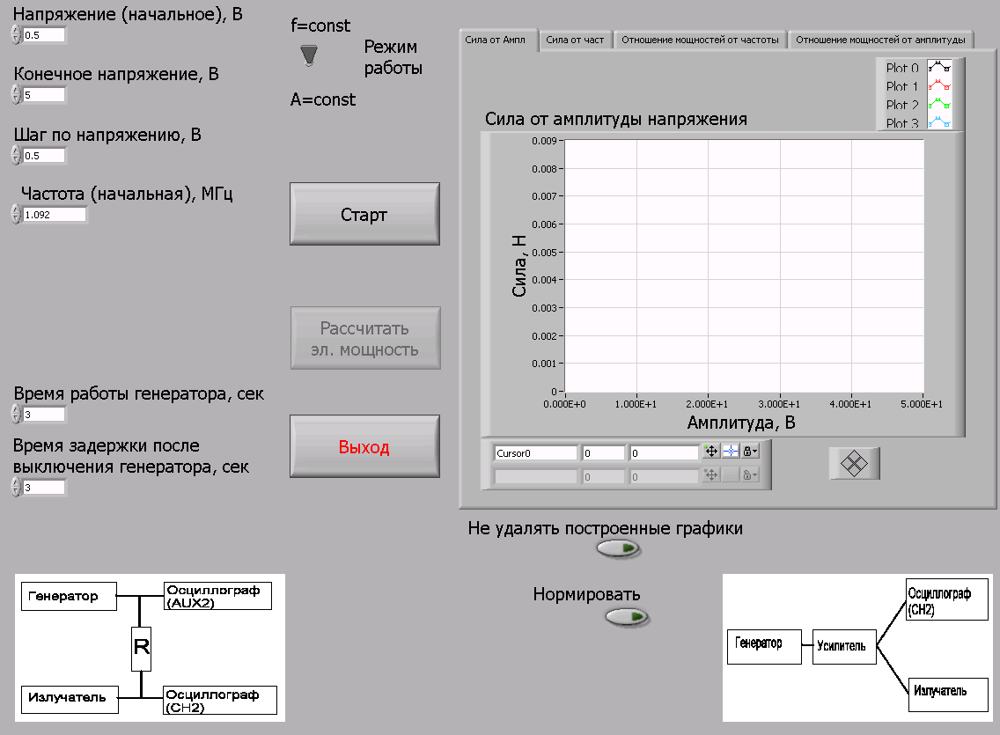 Напряжение (начальное), В
0.5
Конечное напряжение, В
5
Шаг по напряжению, В
0.5
Частота (начальная), МГц
1.092
f=const
Режим
работы
A=const
Старт
Рассчитать
эл. мощность
Выход
Время работы генератора, сек
3
Время задержки после
выключения генератора, сек
3
Сила от Ампл
Сила от част
Отношение мощностей от частоты
Отношение мощностей от амплитуды
Plot 0
Plot 1
Plot 2
Plot 3
Сила от амплитуды напряжения
Сила, Н
0.009
0.008
0.007
0.006
0.005
0.004
0.003
0.002
0.001
0
0.000E+0 1.000E+1 2.000E+1 3.000E+1 4.000E+1 5.000E+1
Амплитуда, В
Cursor0 0 0
0 0
Не удалять построенные графики
Нормировать
Генератор
Осциллограф
(AUX2)
R
Излучатель
Осциллограф
(CH2)
Генератор
Усилитель
Осциллограф
(CH2)
Излучатель